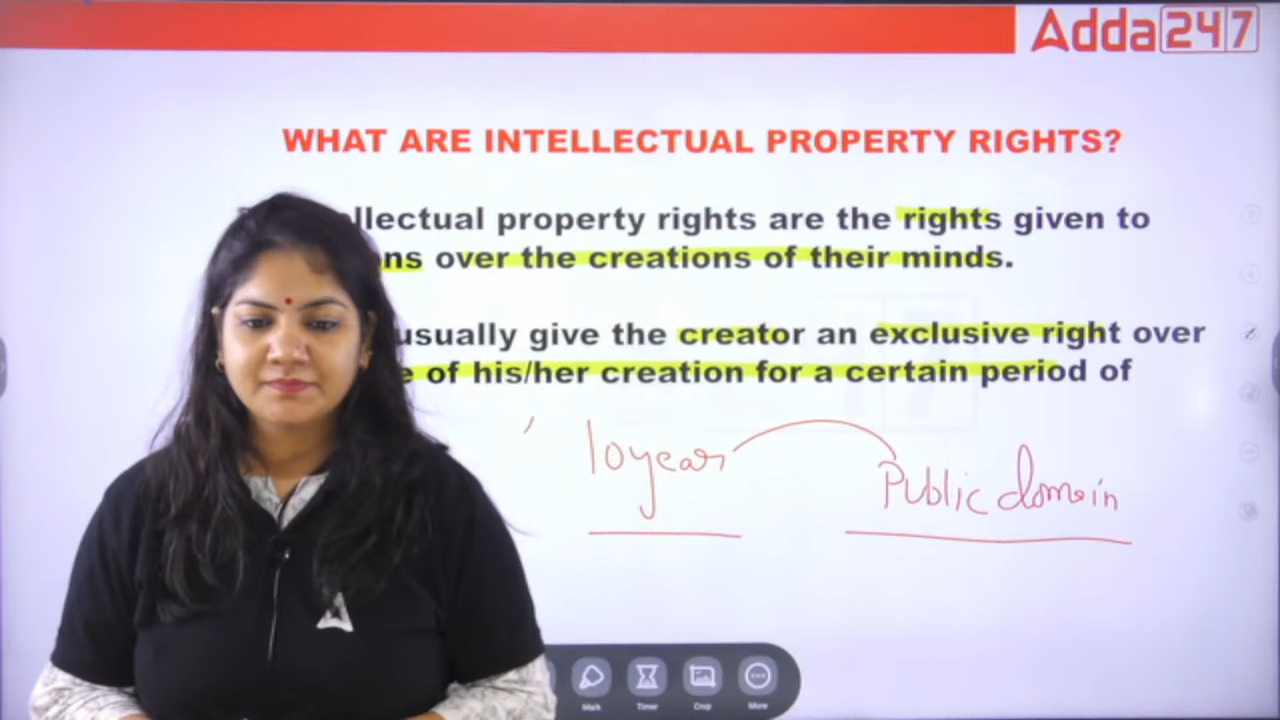 Adda247
WHAT ARE INTELLECTUAL PROPERTY RIGHTS?
llectual property rights are the rights given to
ns over the creations of their minds.
usually give the creator an exclusive right over
e of his/her creation for a certain period of
10 year Public domein
Mark Timer Crop More